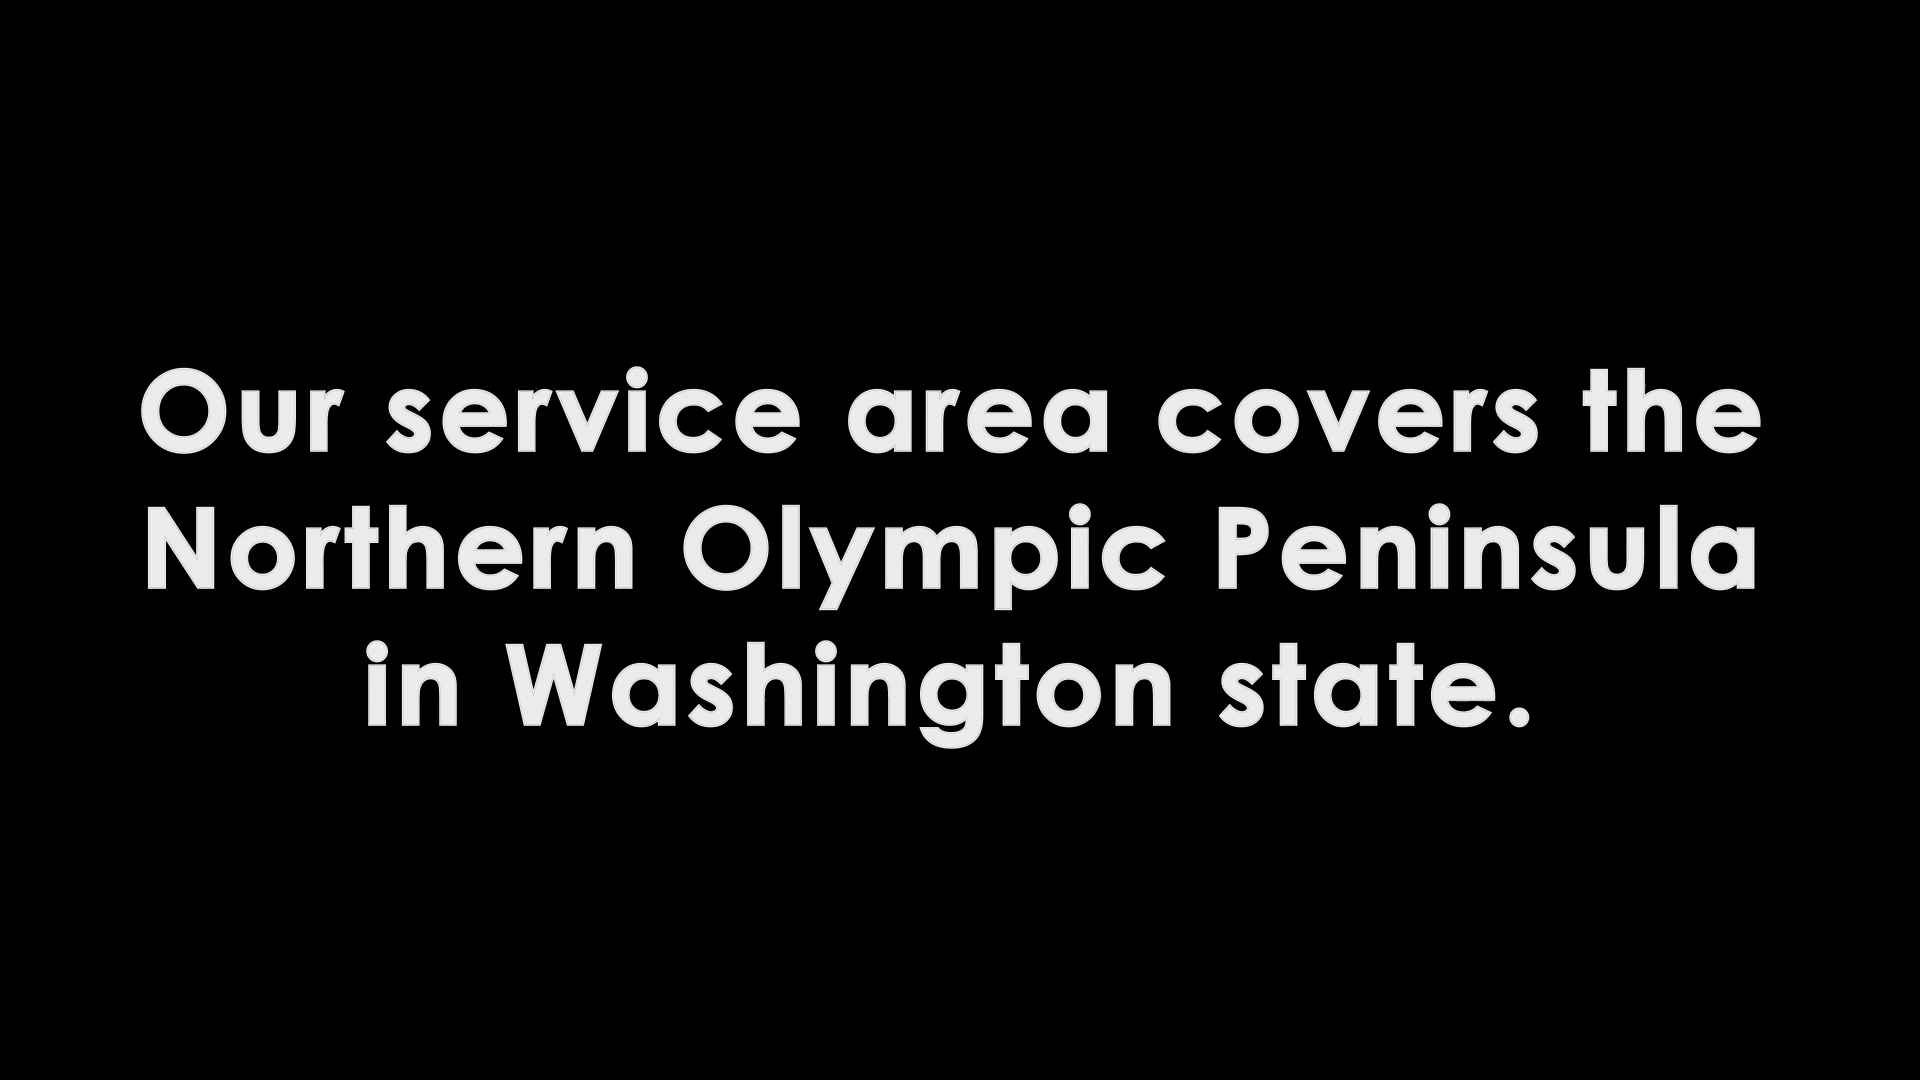 Our service area covers the
Northern Olympic Peninsula
in Washington state.